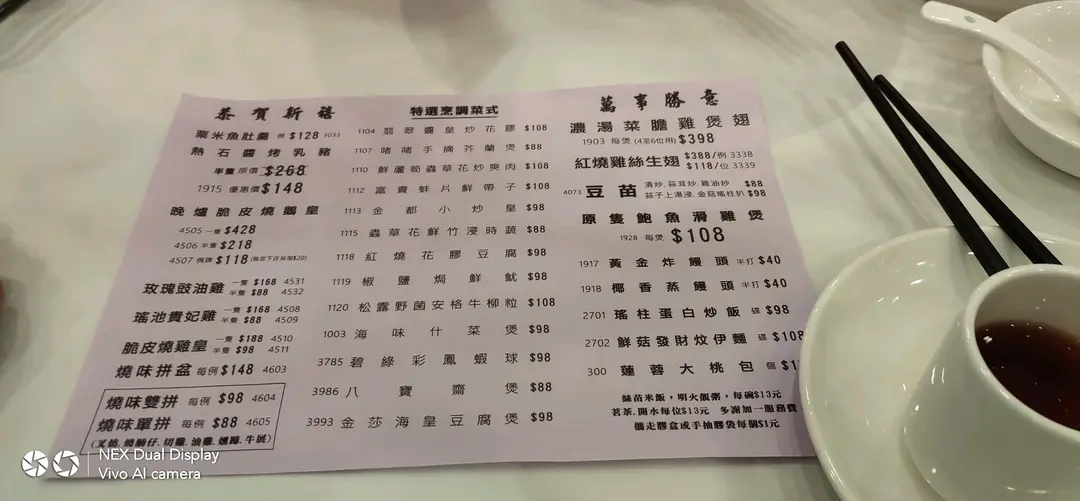 恭賀新禧
粟米魚肚羹 $128 3033
熱石醬烤乳豬
半隻 原價 $268
1915 優惠價 $148
晚爐脆皮燒鵝皇
4505 一隻 $428
4506 半隻 $218
4507 例牌 $118
玫瑰豉油雞 一隻 $168 4531
半隻 $88 4532
瑤池貴妃雞 一隻 $168 4508
半隻 $88 4509
脆皮燒雞皇 一隻 $188 4510
半隻 $98 4511
燒味拼盆 每例 $148 4603
燒味雙拼 每例 $98 4604
燒味單拼 每例 $88 4605
(叉燒, 燒腩仔, 切雞, 油雞, 燻蹄, 牛展)
特選烹調菜式
1104 翡翠醬皇炒花膠 $108
1107 啫啫手摘芥蘭煲 $88
1110 鮮蘆筍蟲草花炒爽肉 $108
1112 富貴蚌片鮮帶子 $108
1113 金都小炒皇 $98
1115 蟲草花鮮竹浸時蔬 $88
1118 紅燒花膠豆腐 $98
1119 椒鹽焗鮮魷 $98
1120 松露野菌安格牛柳粒 $108
1003 海味什菜煲 $98
3785 碧綠彩鳳蝦球 $98
3986 八寶齋煲 $88
3993 金莎海皇豆腐煲 $98
萬事勝意
濃湯菜膽雞煲翅
1903 每煲 (4至6位用) $398
紅燒雞絲生翅 $388/例 3338
$118/位 3339
4073 豆苗 清炒, 蒜茸炒, 雞油炒 $88
蒜子上湯浸, 金菇瑤柱扒 $98
原隻鮑魚滑雞煲
1928 每煲 $108
1917 黃金炸饅頭 半打 $40
1918 椰香蒸饅頭 半打 $40
2701 瑤柱蛋白炒飯 碟 $98
2702 鮮菇發財炆伊麵 碟 $108
300 蓮蓉大桃包 個 $1
絲苗米飯，明火靚粥，每碗$13元
茗茶, 開水每位$13元 多謝加一服務費
攜走膠盒或手抽膠袋每個$1元
NEX Dual Display
Vivo AI camera